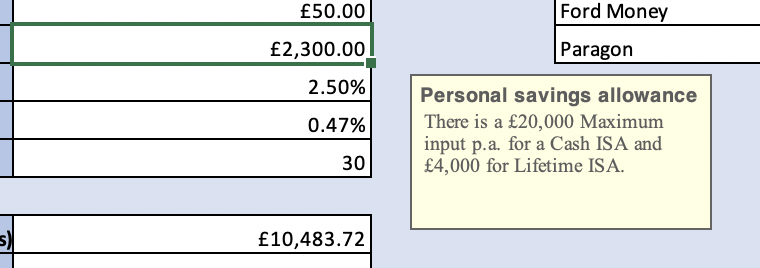 £50.00
Ford Money
£2,300.00
Paragon
2.50%
0.47%
30
Personal savings allowance
There is a £20,000 Maximum
input p.a. for a Cash ISA and
£4,000 for Lifetime ISA.
s)
£10,483.72